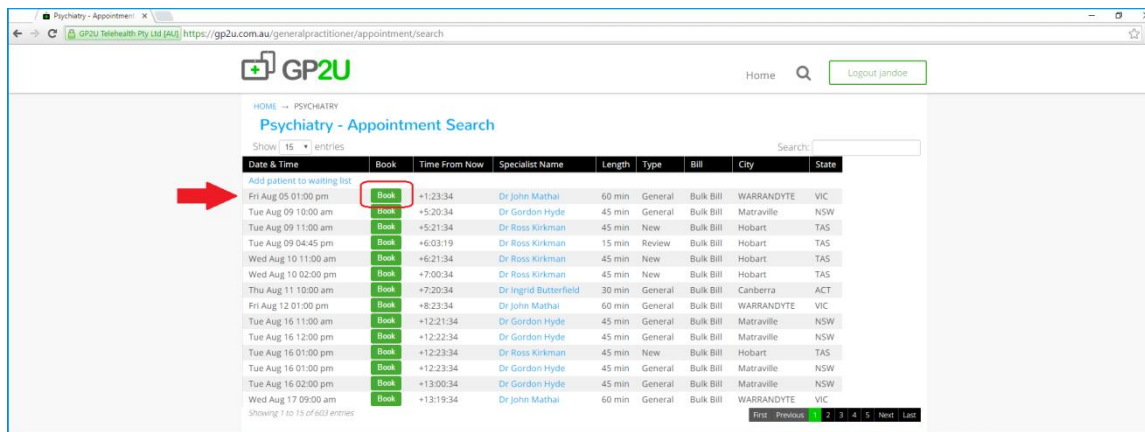 Psychiatry - Appointment
GP2U Telehealth Pty Ltd [AU] https://gp2u.com.au/generalpractitioner/appointment/search
GP2U
Home
Logout jandoe
HOME → PSYCHIATRY
Psychiatry - Appointment Search
Show 15 entries
Search:
Date & Time Book Time From Now Specialist Name Length Type Bill City State
Add patient to waiting list
Fri Aug 05 01:00 pm Book +1:23:34 Dr John Mathai 60 min General Bulk Bill WARRANDYTE VIC
Tue Aug 09 10:00 am Book +5:20:34 Dr Gordon Hyde 45 min General Bulk Bill Matraville NSW
Tue Aug 09 11:00 am Book +5:21:34 Dr Ross Kirkman 45 min New Bulk Bill Hobart TAS
Tue Aug 09 04:45 pm Book +6:03:19 Dr Ross Kirkman 15 min Review Bulk Bill Hobart TAS
Wed Aug 10 11:00 am Book +6:21:34 Dr Ross Kirkman 45 min New Bulk Bill Hobart TAS
Wed Aug 10 02:00 pm Book +7:00:34 Dr Ross Kirkman 45 min New Bulk Bill Hobart TAS
Thu Aug 11 10:00 am Book +7:20:34 Dr Ingrid Butterfield 30 min General Bulk Bill Canberra ACT
Fri Aug 12 01:00 pm Book +8:23:34 Dr John Mathai 60 min General Bulk Bill WARRANDYTE VIC
Tue Aug 16 11:00 am Book +12:21:34 Dr Gordon Hyde 45 min General Bulk Bill Matraville NSW
Tue Aug 16 12:00 pm Book +12:22:34 Dr Gordon Hyde 45 min General Bulk Bill Matraville NSW
Tue Aug 16 01:00 pm Book +12:23:34 Dr Ross Kirkman 45 min New Bulk Bill Hobart TAS
Tue Aug 16 01:00 pm Book +12:23:34 Dr Gordon Hyde 45 min General Bulk Bill Matraville NSW
Tue Aug 16 02:00 pm Book +13:00:34 Dr Gordon Hyde 45 min General Bulk Bill Matraville NSW
Wed Aug 17 09:00 am Book +13:19:34 Dr John Mathai 60 min General Bulk Bill WARRANDYTE VIC
Showing 1 to 15 of 603 entries
First Previous 1 2 3 4 5 Next Last